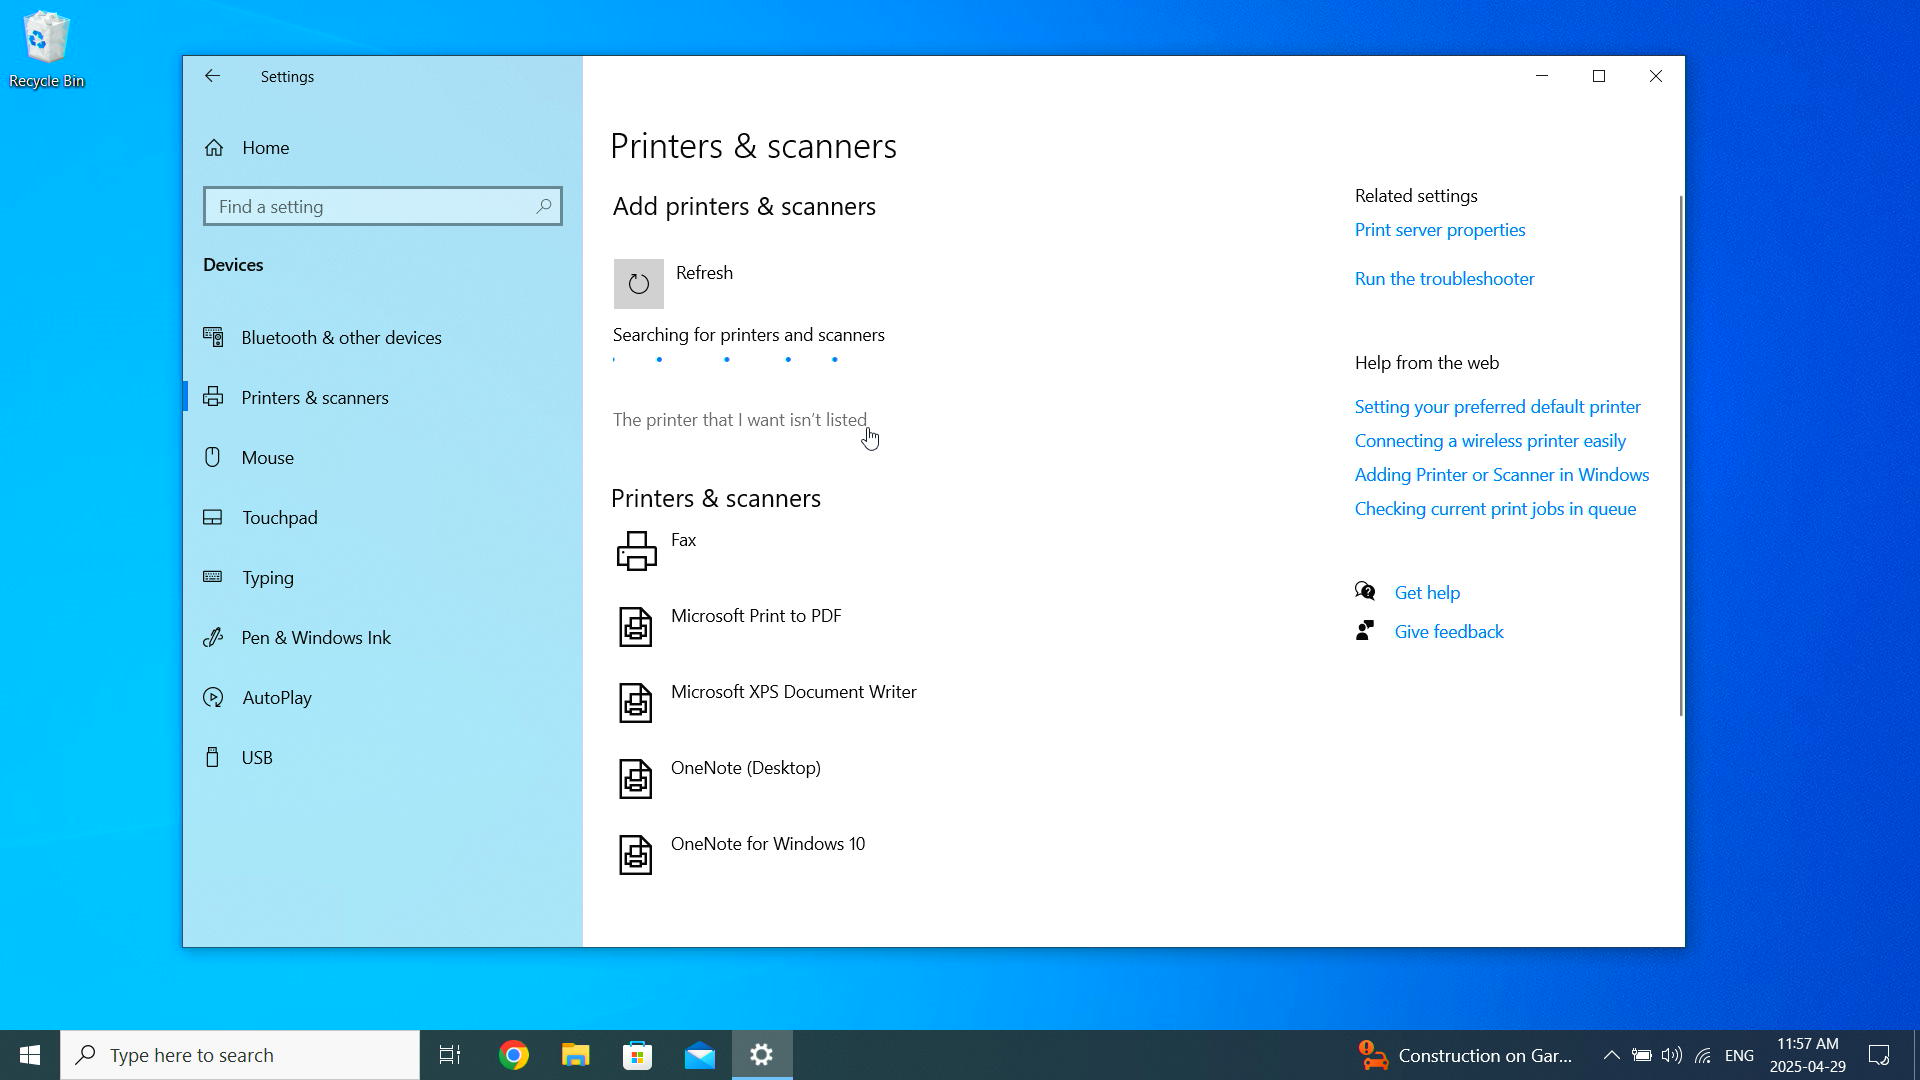 Recycle Bin
Settings
Home
Find a setting
Devices
Bluetooth & other devices
Printers & scanners
Mouse
Touchpad
Typing
Pen & Windows Ink
AutoPlay
USB
Printers & scanners
Add printers & scanners
Refresh
Searching for printers and scanners
The printer that I want isn't listed
Printers & scanners
Fax
Microsoft Print to PDF
Microsoft XPS Document Writer
OneNote (Desktop)
OneNote for Windows 10
Related settings
Print server properties
Run the troubleshooter
Help from the web
Setting your preferred default printer
Connecting a wireless printer easily
Adding Printer or Scanner in Windows
Checking current print jobs in queue
Get help
Give feedback
Type here to search
Construction on Gar...
ENG
11:57 AM
2025-04-29